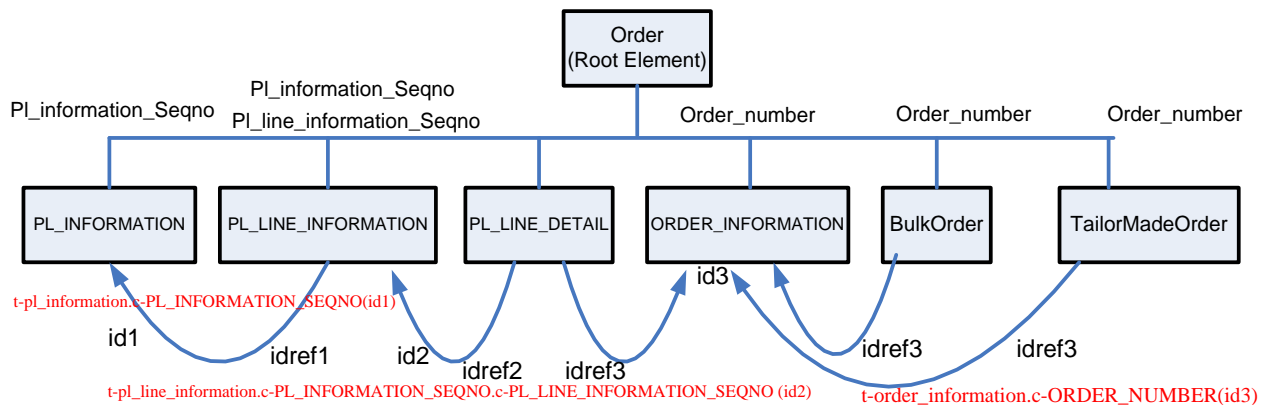 Order
(Root Element)
Pl_information_Seqno
Pl_information_Seqno
Pl_line_information_Seqno
Order_number
Order_number
Order_number
PL_INFORMATION
PL_LINE_INFORMATION
PL_LINE_DETAIL
ORDER_INFORMATION
BulkOrder
TailorMadeOrder
id3
t-pl_information.c-PL_INFORMATION_SEQNO(id1)
id1
idref1
id2
idref2
idref3
idref3
idref3
t-pl_line_information.c-PL_INFORMATION_SEQNO.c-PL_LINE_INFORMATION_SEQNO (id2)
t-order_information.c-ORDER_NUMBER(id3)